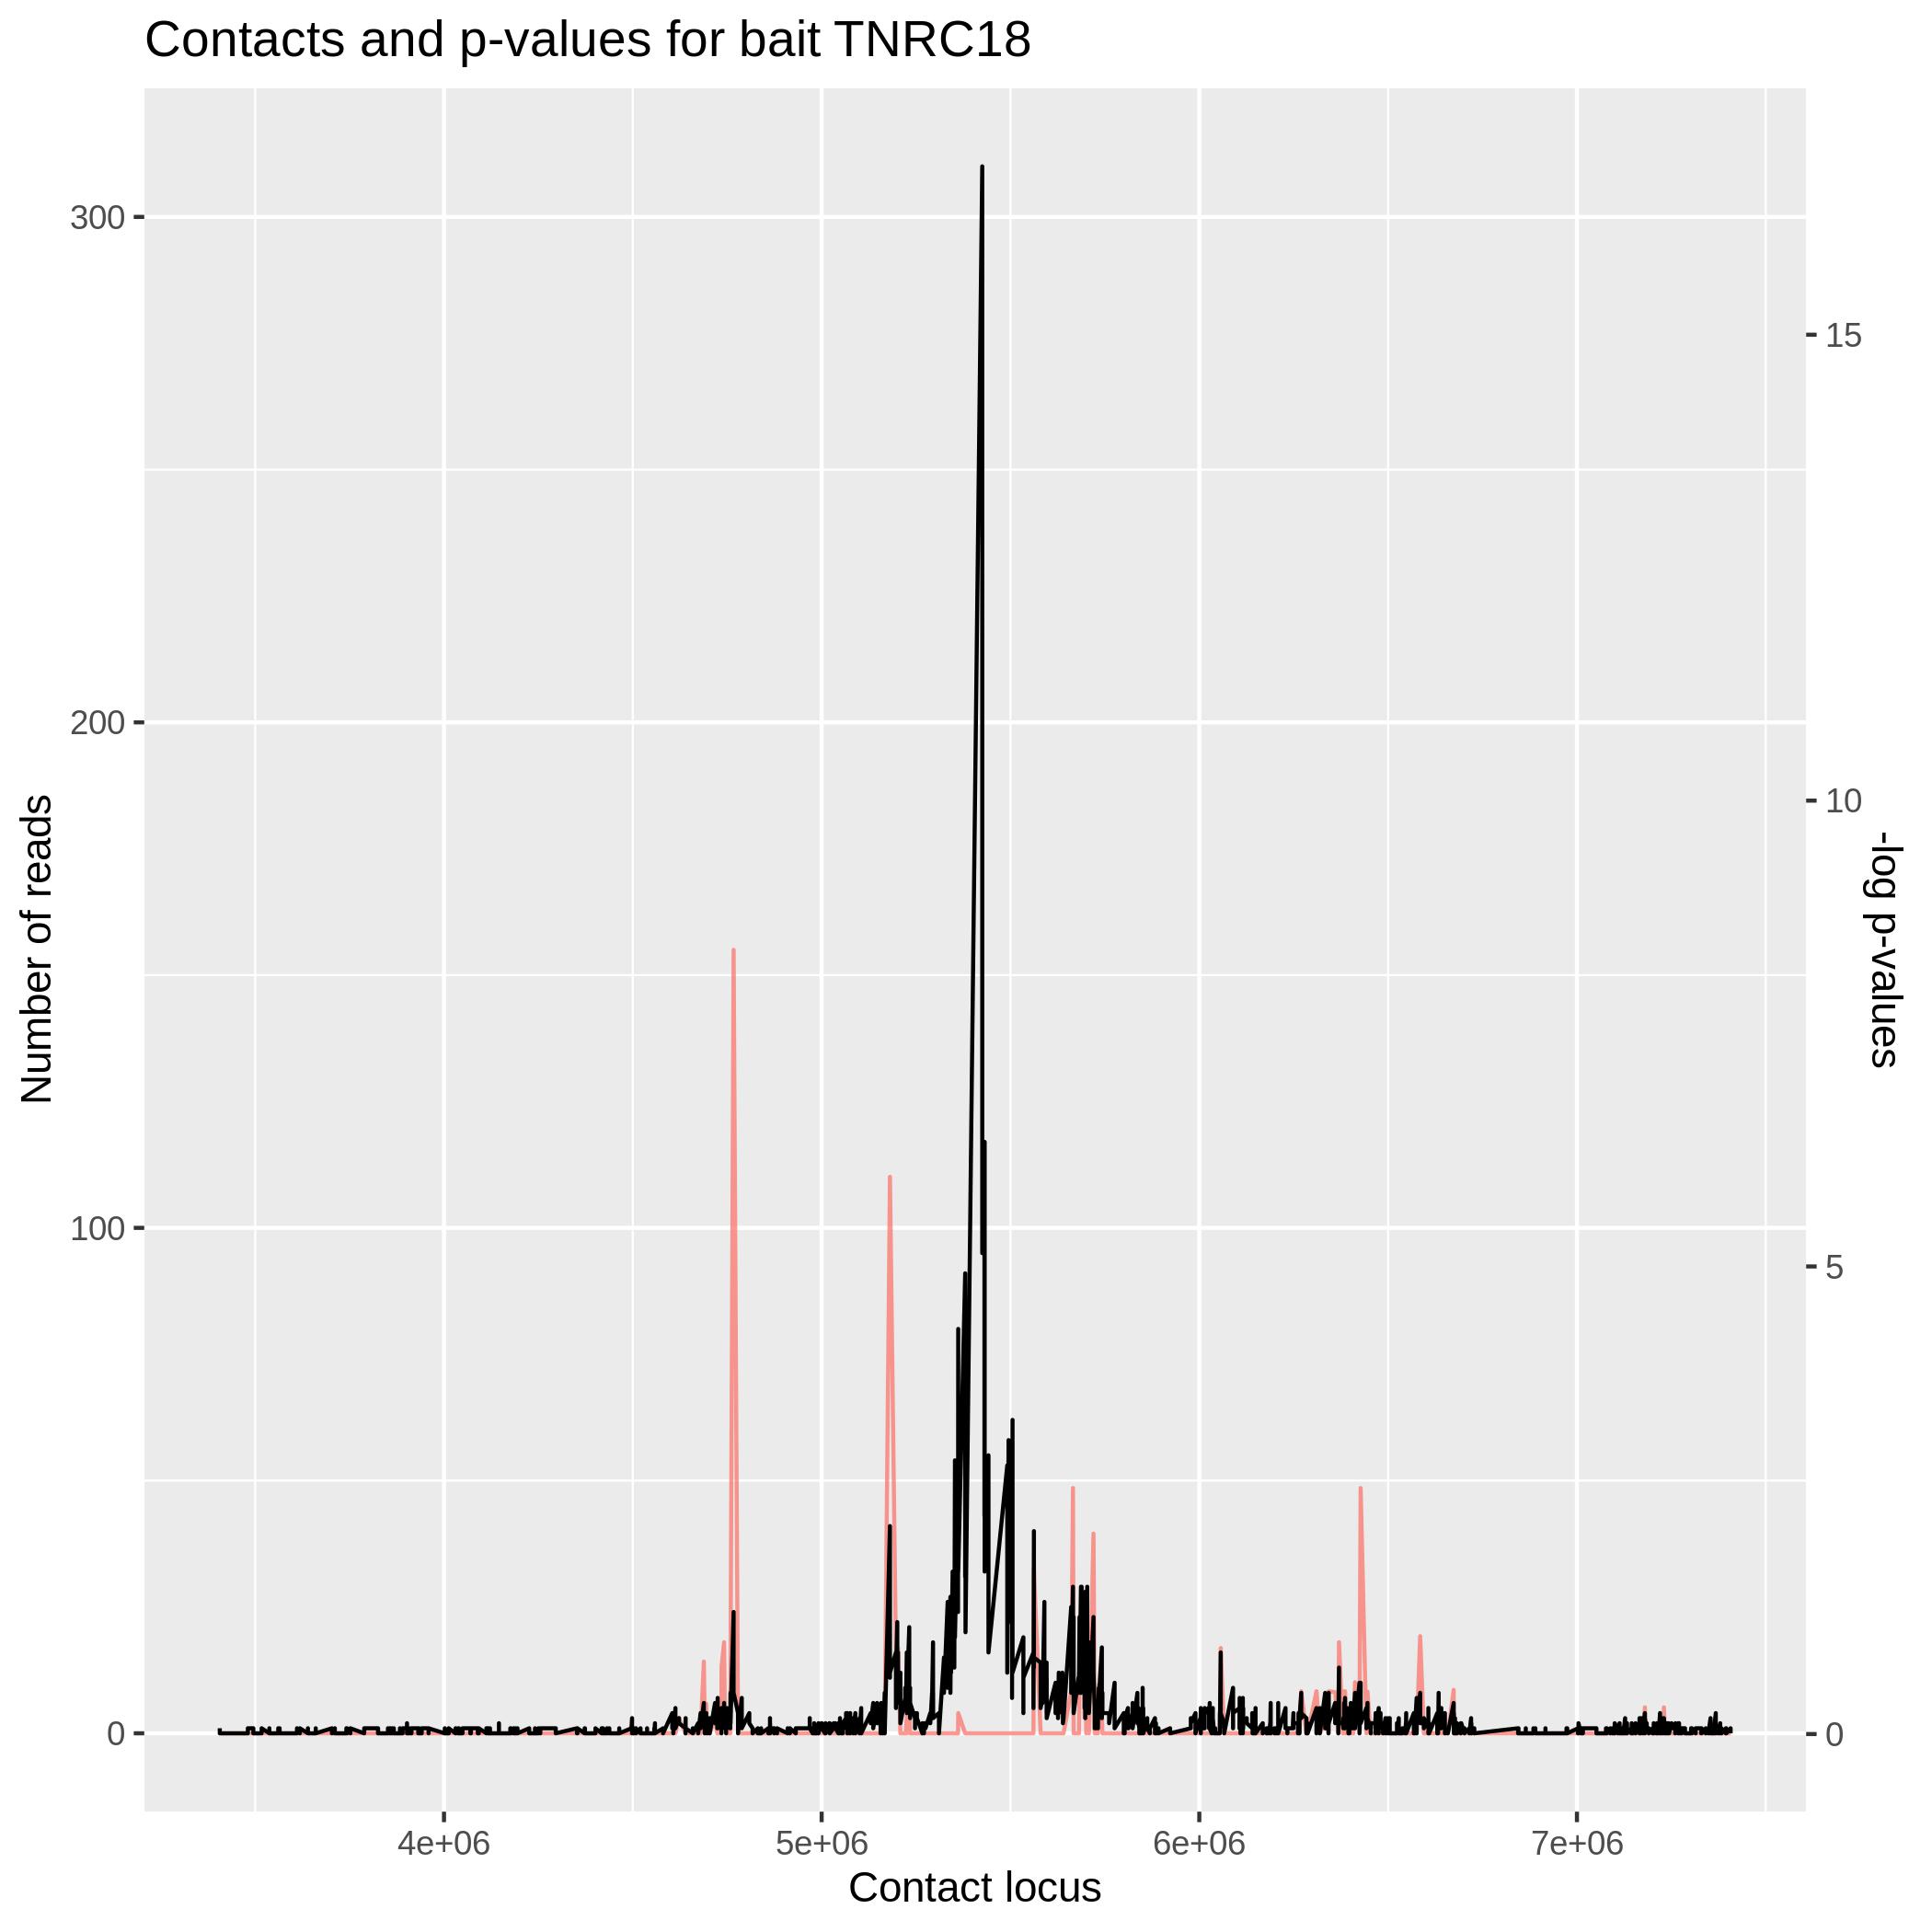 Contacts and p-values for bait TNRC18
300
200
100
0
15
10
5
0
Number of reads
-log p-values
4e+06 5e+06 6e+06 7e+06
Contact locus